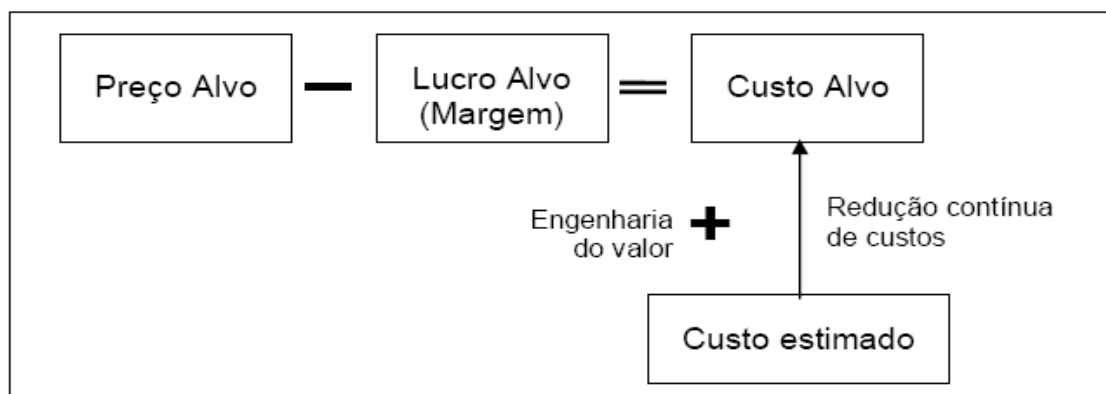 Preço Alvo
Lucro Alvo
(Margem)
Custo Alvo
Engenharia
do valor
Redução contínua
de custos
Custo estimado